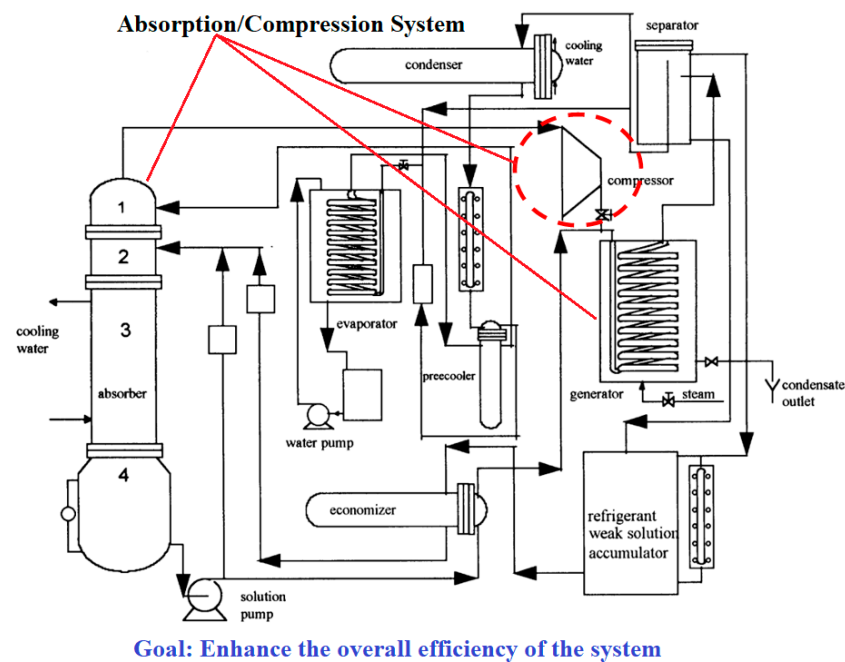 Absorption/Compression System
separator
cooling
water
condenser
compressor
1
2
3
4
cooling
water
absorber
evaporator
water pump
preecooler
generator
steam
condensate
outlet
economizer
refrigerant
weak solution
accumulator
solution
pump
Goal: Enhance the overall efficiency of the system